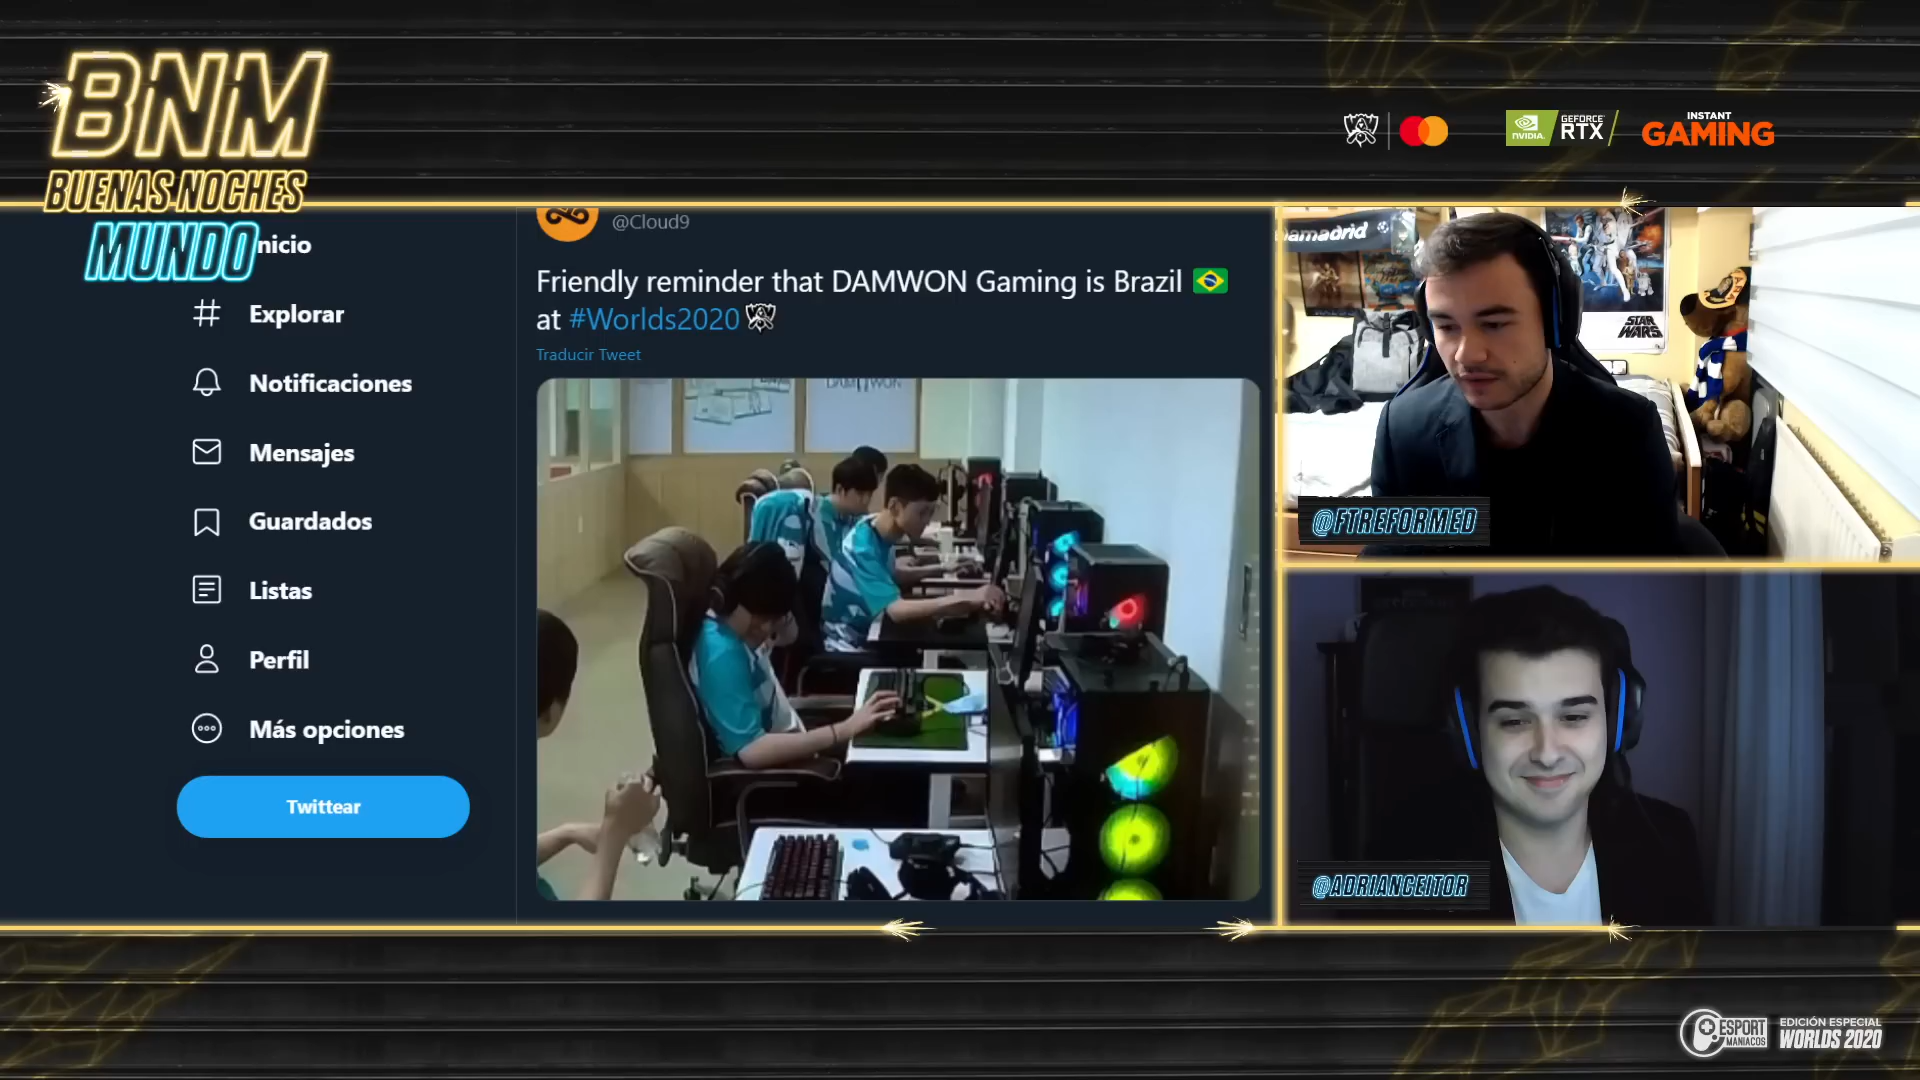 BNM
BUENAS NOCHES
MUNDO
NVIDIA.
GEFORCE
RTX
INSTANT
GAMING
nicio
Explorar
Notificaciones
Mensajes
Guardados
Listas
Perfil
Más opciones
Twittear
@Cloud9
Friendly reminder that DAMWON Gaming is Brazil
at #Worlds2020
Traducir Tweet
DAMWON
amadrid
STAR
WARS
@FTREFORMED
@ADRIANCEITOR
ESPORT
MANIACOS
EDICIÓN ESPECIAL
WORLDS 2020